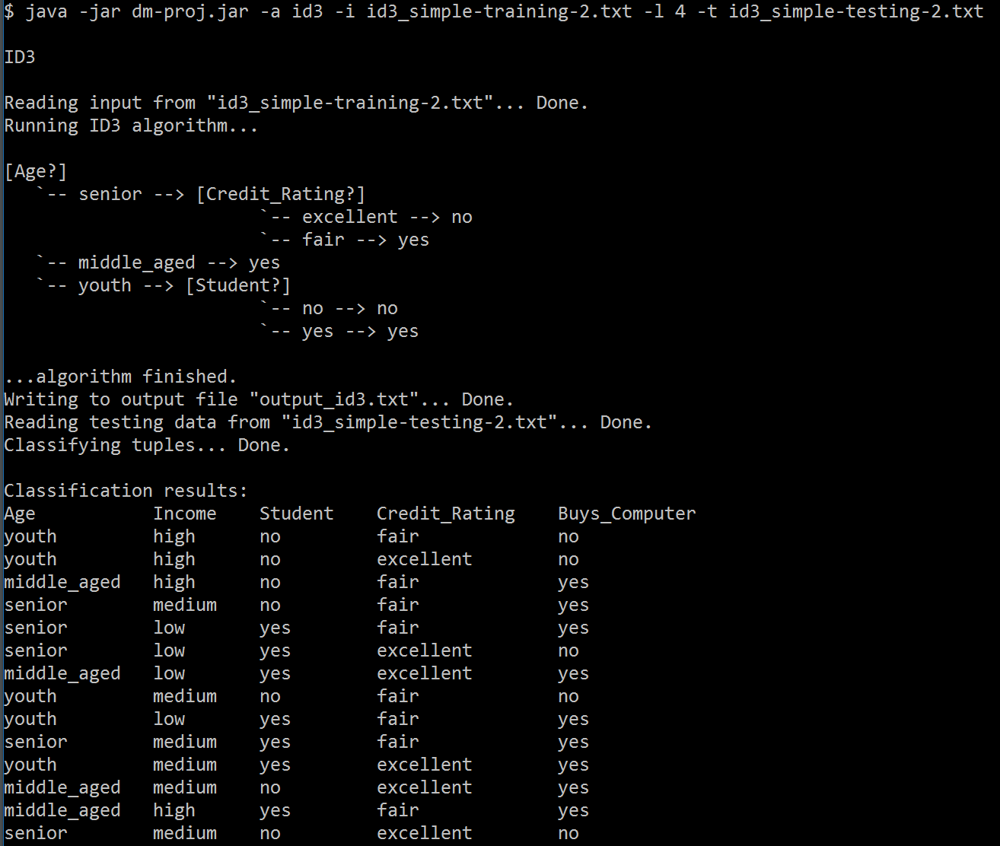 $ java -jar dm-proj.jar -a id3 -i id3_simple-training-2.txt -l 4 -t id3_simple-testing-2.txt

ID3

Reading input from "id3_simple-training-2.txt"... Done.
Running ID3 algorithm...

[Age?]
   `-- senior --> [Credit_Rating?]
                        `-- excellent --> no
                        `-- fair --> yes
   `-- middle_aged --> yes
   `-- youth --> [Student?]
                        `-- no --> no
                        `-- yes --> yes

...algorithm finished.
Writing to output file "output_id3.txt"... Done.
Reading testing data from "id3_simple-testing-2.txt"... Done.
Classifying tuples... Done.

Classification results:
Age           Income    Student    Credit_Rating    Buys_Computer
youth         high      no         fair             no
youth         high      no         excellent        no
middle_aged   high      no         fair             yes
senior        medium    no         fair             yes
senior        low       yes        fair             yes
senior        low       yes        excellent        no
middle_aged   low       yes        excellent        yes
youth         medium    no         fair             no
youth         low       yes        fair             yes
senior        medium    yes        fair             yes
youth         medium    yes        excellent        yes
middle_aged   medium    no         excellent        yes
middle_aged   high      yes        fair             yes
senior        medium    no         excellent        no